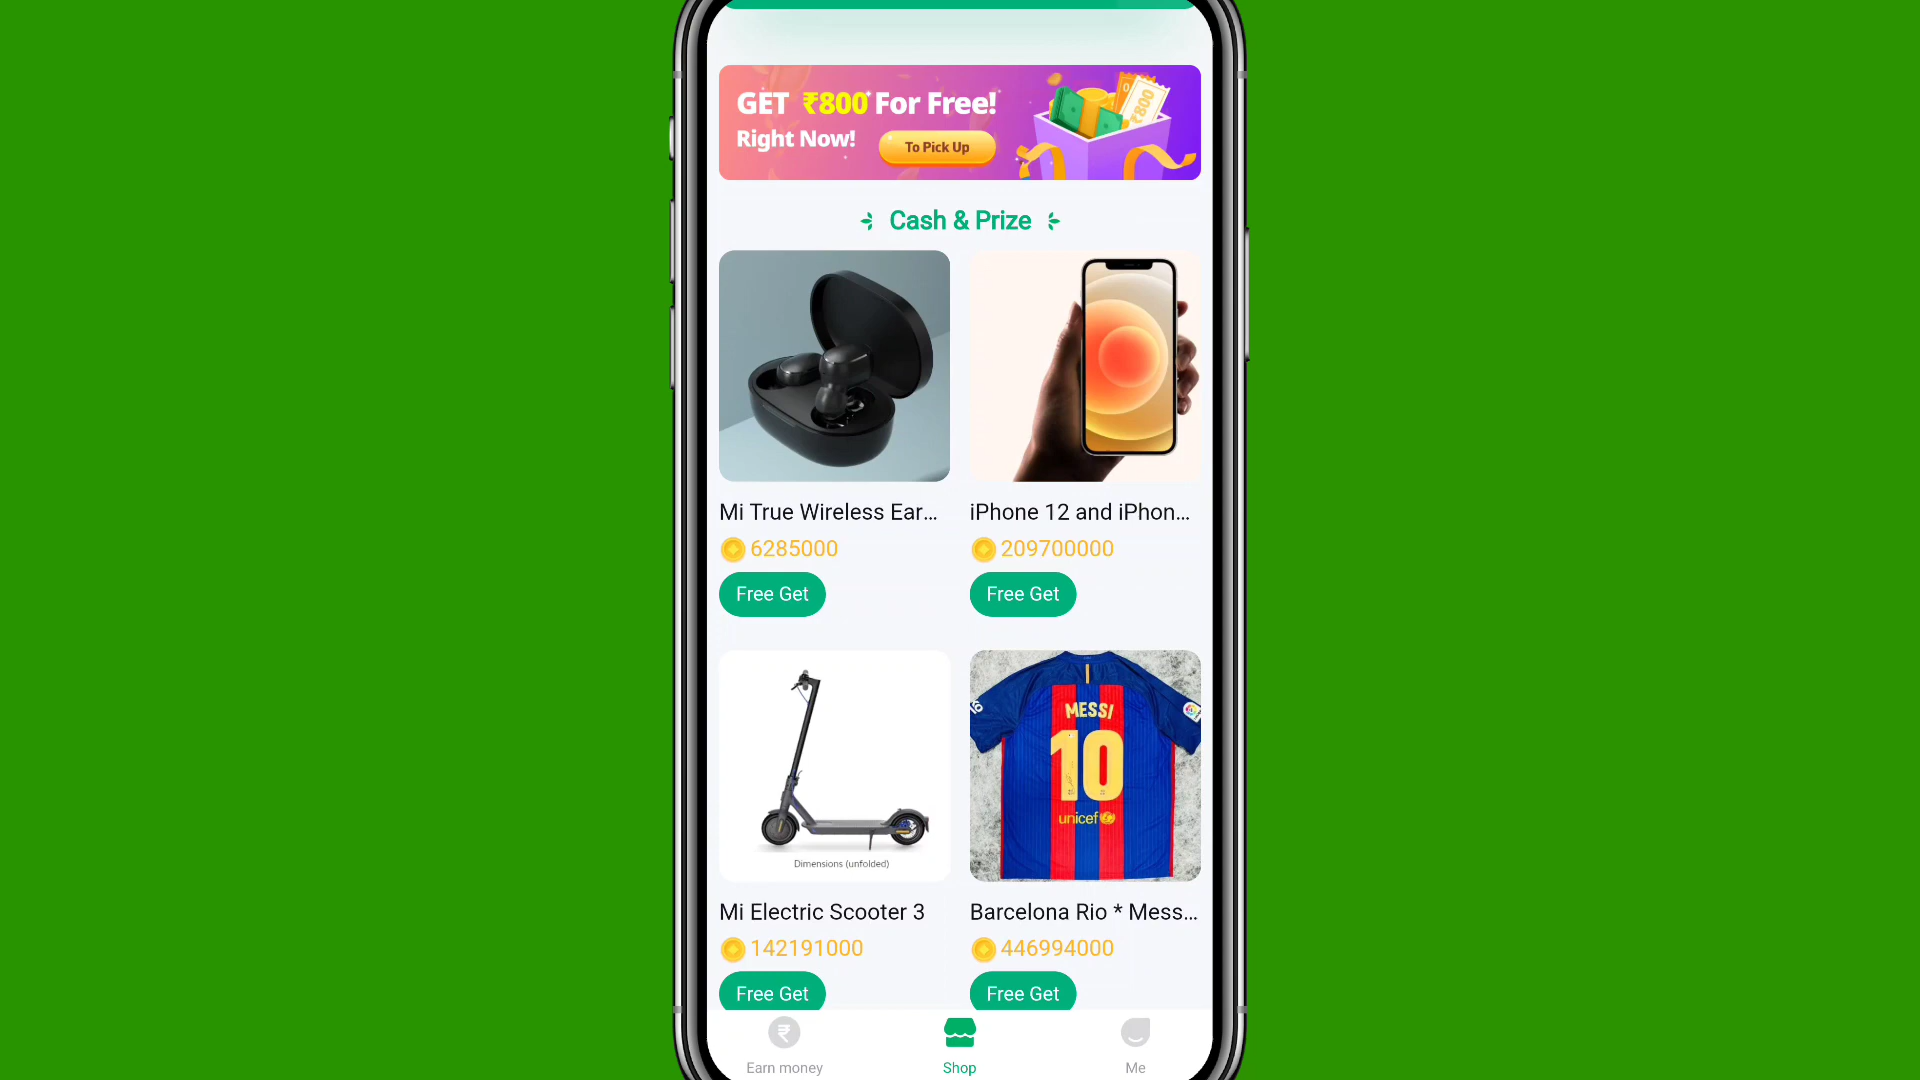 GET ₹800 For Free!
Right Now!
To Pick Up
₹800
Cash & Prize
Mi True Wireless Ear...
iPhone 12 and iPhon...
6285000
209700000
Free Get
Free Get
MESSI
10
unicef
Dimensions (unfolded)
Mi Electric Scooter 3
Barcelona Rio * Mess...
142191000
446994000
Free Get
Free Get
Earn money
Shop
Me